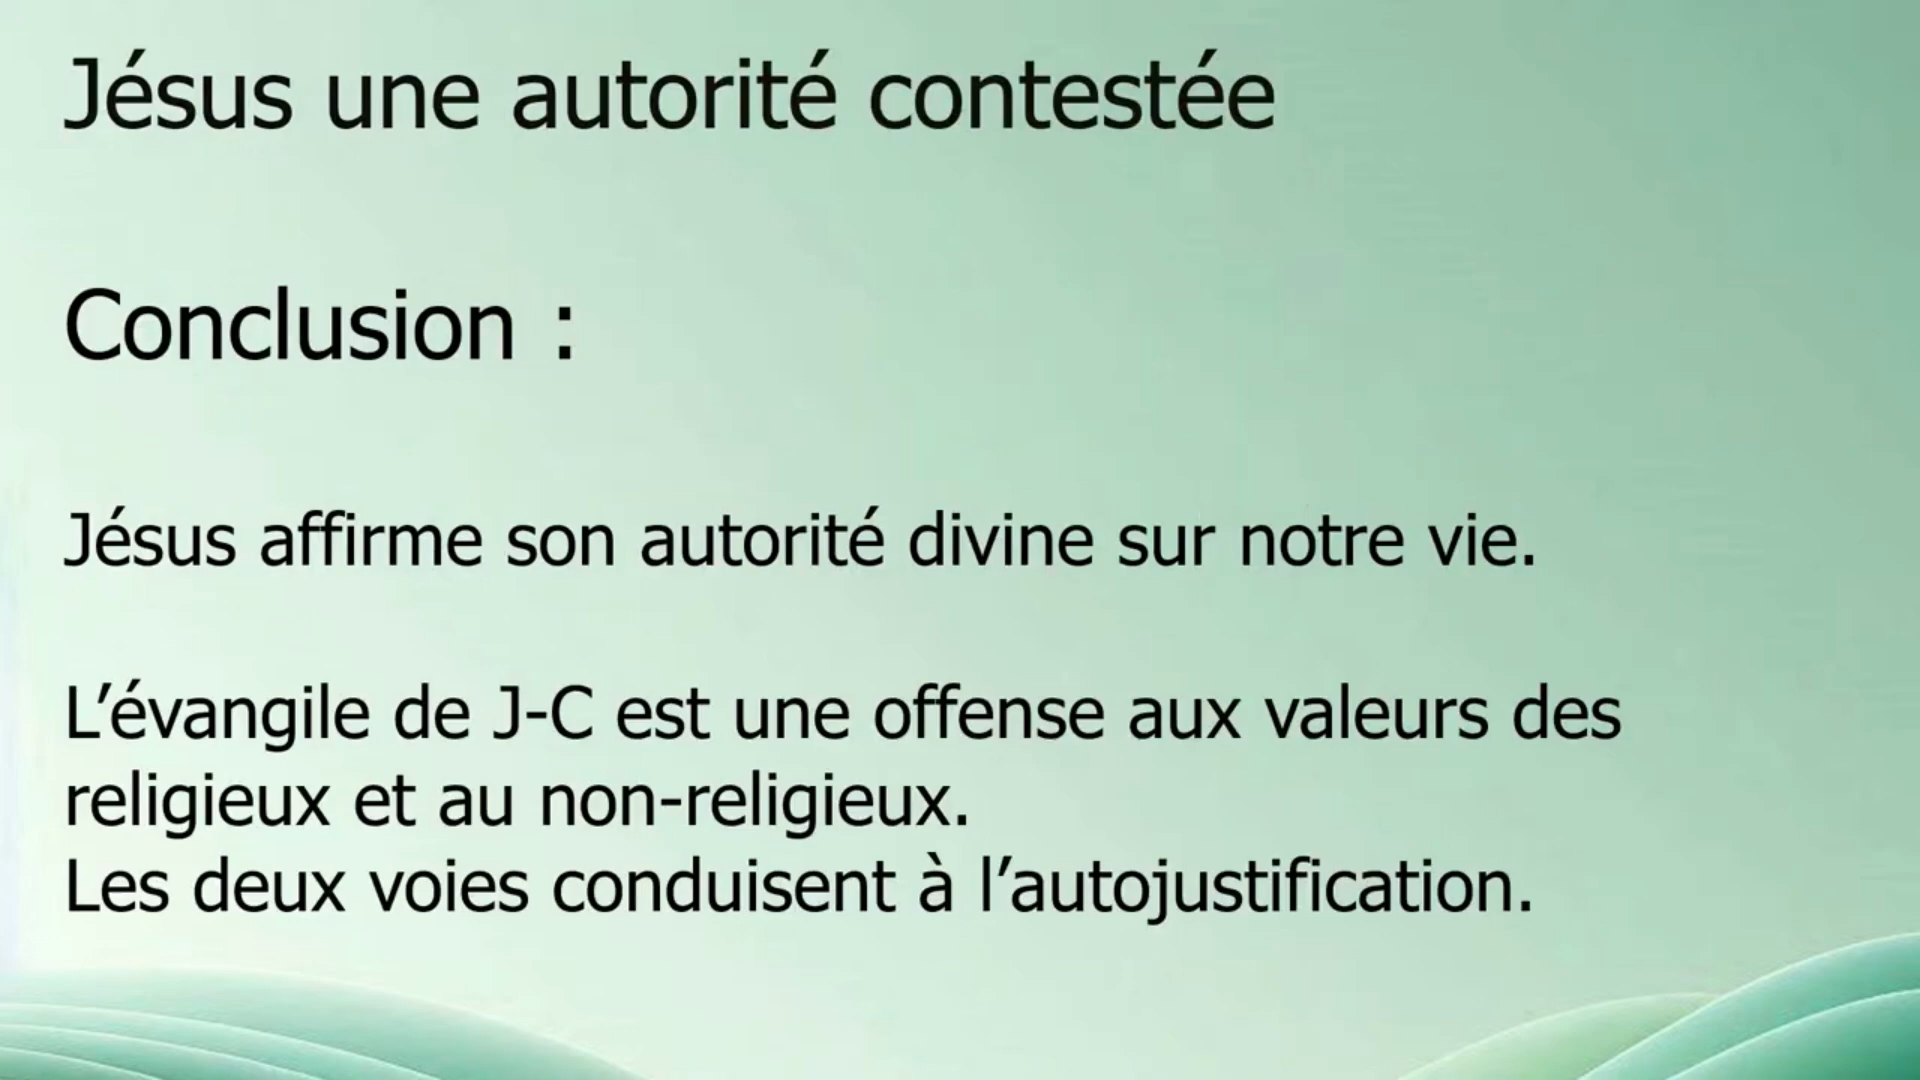 Jésus une autorité contestée
Conclusion :
Jésus affirme son autorité divine sur notre vie.
L’évangile de J-C est une offense aux valeurs des
religieux et au non-religieux.
Les deux voies conduisent à l’autojustification.